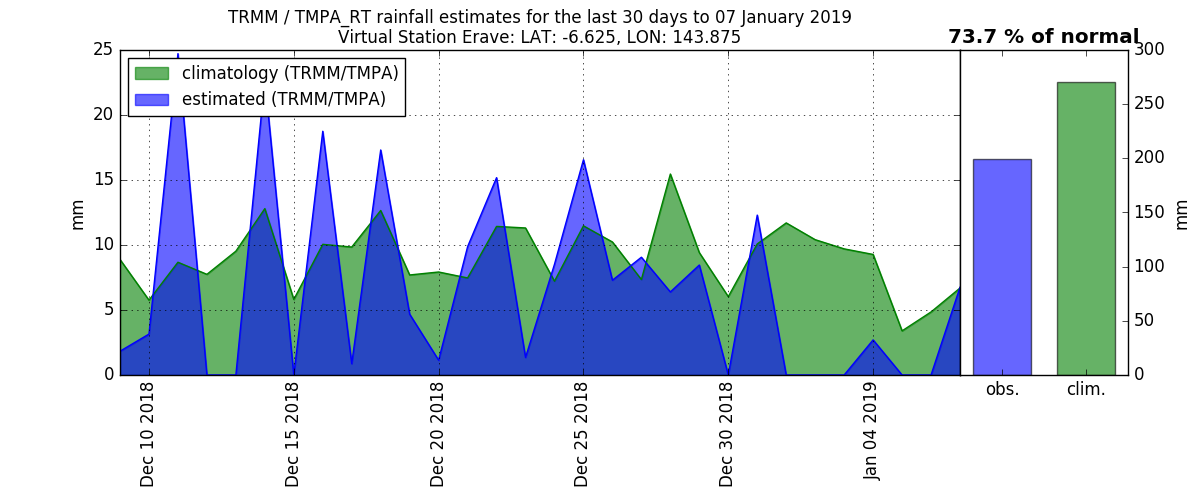 TRMM / TMPA_RT rainfall estimates for the last 30 days to 07 January 2019
Virtual Station Erave: LAT: -6.625, LON: 143.875
73.7 % of normal
climatology (TRMM/TMPA)
estimated (TRMM/TMPA)
25
20
15
10
5
0
mm
Dec 10 2018
Dec 15 2018
Dec 20 2018
Dec 25 2018
Dec 30 2018
Jan 04 2019
obs.
clim.
300
250
200
150
100
50
0
mm